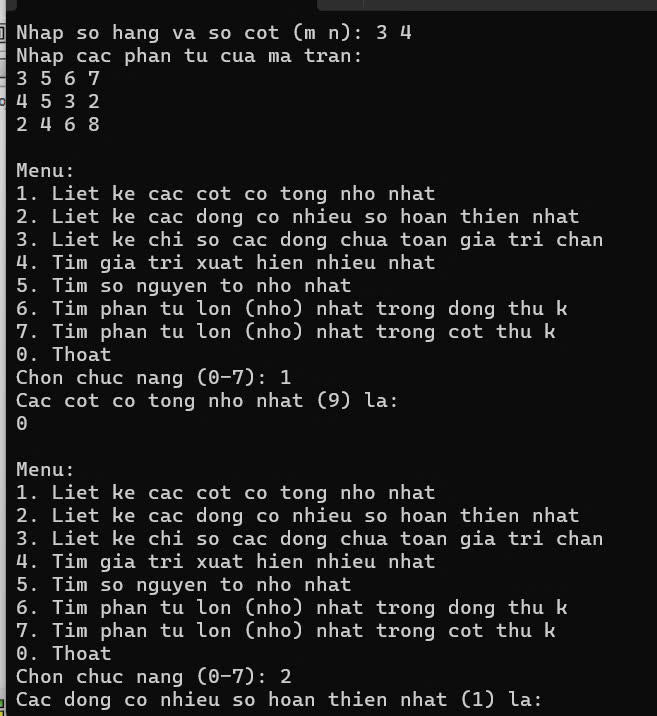 Nhap so hang va so cot (m n): 3 4
Nhap cac phan tu cua ma tran:
3 5 6 7
4 5 3 2
2 4 6 8
Menu:
1. Liet ke cac cot co tong nho nhat
2. Liet ke cac dong co nhieu so hoan thien nhat
3. Liet ke chi so cac dong chua toan gia tri chan
4. Tim gia tri xuat hien nhieu nhat
5. Tim so nguyen to nho nhat
6. Tim phan tu lon (nho) nhat trong dong thu k
7. Tim phan tu lon (nho) nhat trong cot thu k
0. Thoat
Chon chuc nang (0-7): 1
Cac cot co tong nho nhat (9) la:
0
Menu:
1. Liet ke cac cot co tong nho nhat
2. Liet ke cac dong co nhieu so hoan thien nhat
3. Liet ke chi so cac dong chua toan gia tri chan
4. Tim gia tri xuat hien nhieu nhat
5. Tim so nguyen to nho nhat
6. Tim phan tu lon (nho) nhat trong dong thu k
7. Tim phan tu lon (nho) nhat trong cot thu k
0. Thoat
Chon chuc nang (0-7): 2
Cac dong co nhieu so hoan thien nhat (1) la: